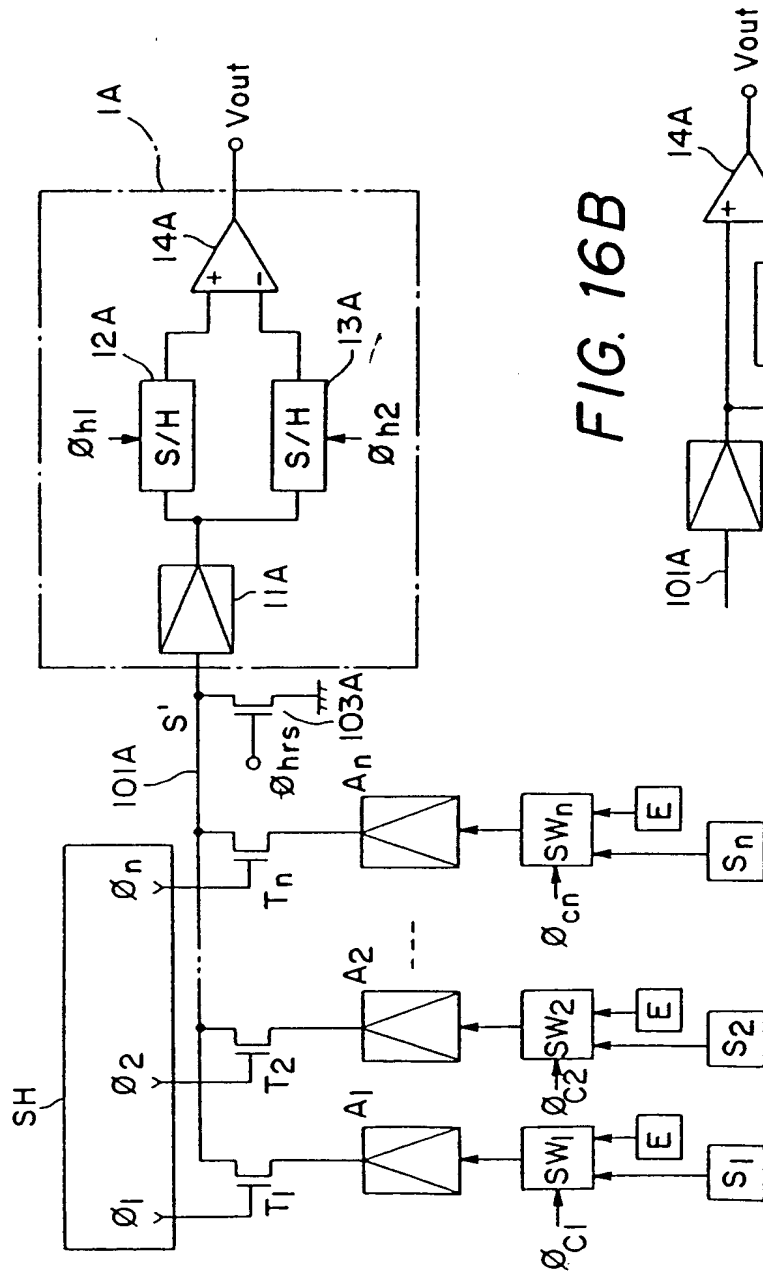 1A
Vout
14A
+
-
12A
S/H
Øh1
13A
S/H
Øh2
11A
S'
101A
103A
Øhrs
SH
Ø1
Ø2
Øn
T1
T2
Tn
A1
A2
An
SW1
SW2
SWn
ØC1
ØC2
Øcn
E
E
E
S1
S2
Sn
FIG. 16B
14A
Vout
+
101A